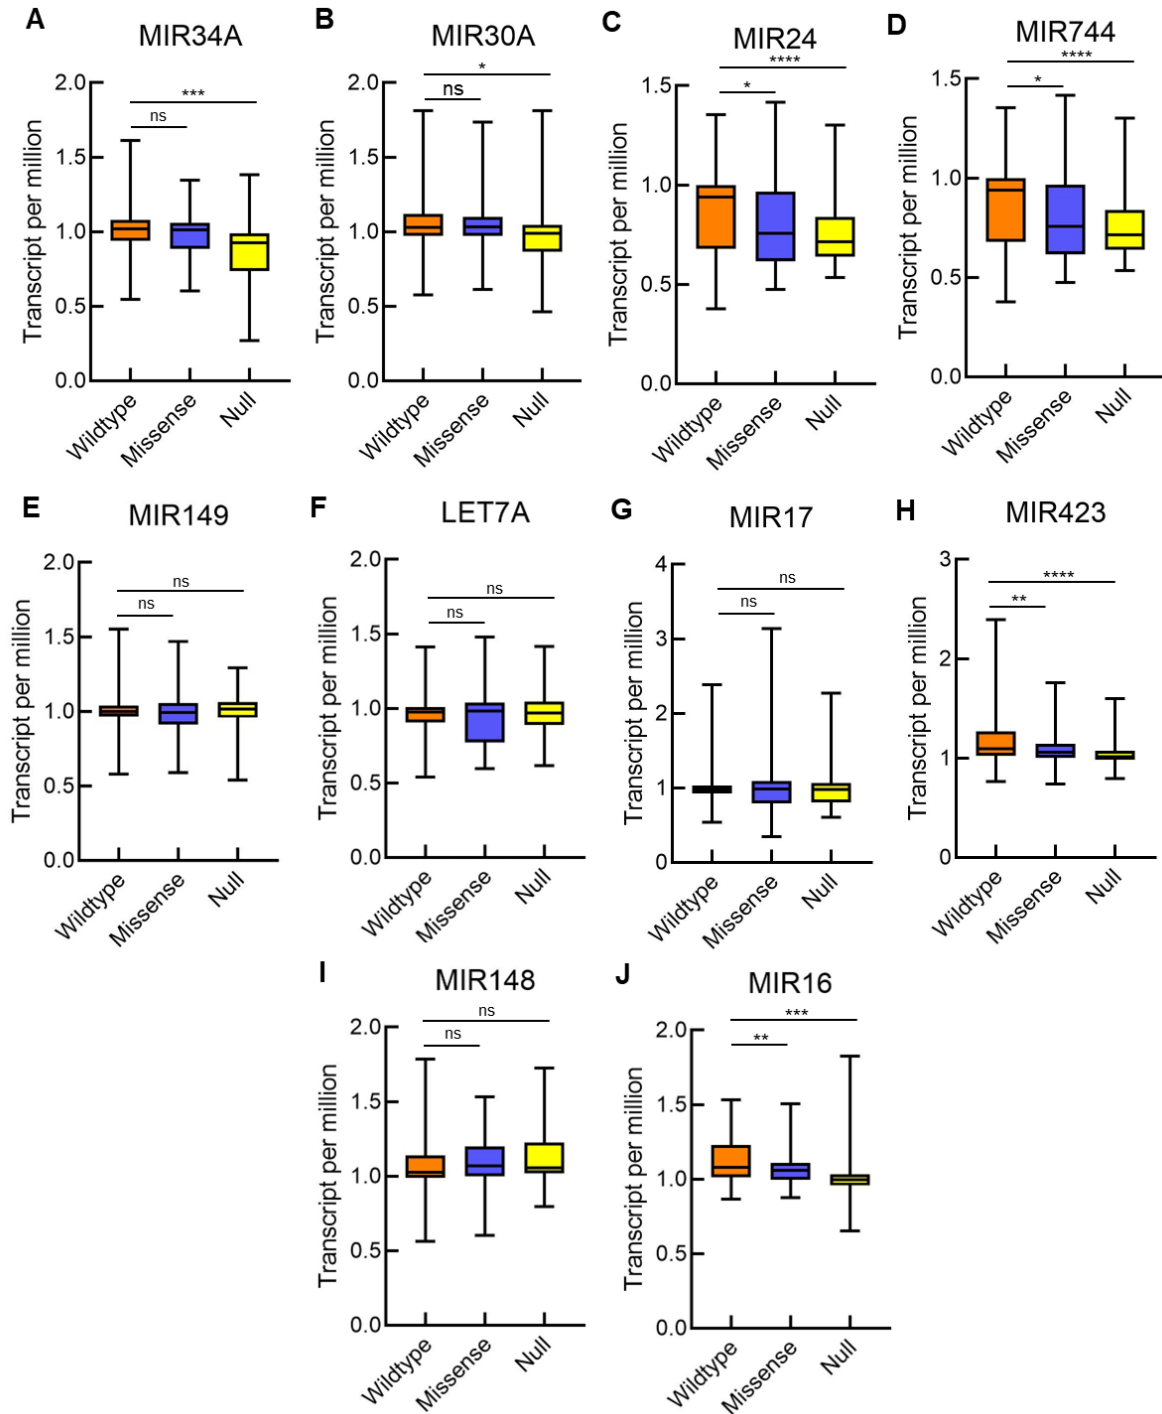 A
MIR34A
Transcript per million
2.0
1.5
1.0
0.5
0.0
***
ns
Wildtype
Missense
Null
B
MIR30A
Transcript per million
2.0
1.5
1.0
0.5
0.0
*
ns
Wildtype
Missense
Null
C
MIR24
Transcript per million
1.5
1.0
0.5
0.0
****
*
Wildtype
Missense
Null
D
MIR744
Transcript per million
1.5
1.0
0.5
0.0
****
*
Wildtype
Missense
Null
E
MIR149
Transcript per million
2.0
1.5
1.0
0.5
0.0
ns
ns
Wildtype
Missense
Null
F
LET7A
Transcript per million
2.0
1.5
1.0
0.5
0.0
ns
ns
Wildtype
Missense
Null
G
MIR17
Transcript per million
4
3
2
1
0
ns
ns
Wildtype
Missense
Null
H
MIR423
Transcript per million
3
2
1
0
****
**
Wildtype
Missense
Null
I
MIR148
Transcript per million
2.0
1.5
1.0
0.5
0.0
ns
ns
Wildtype
Missense
Null
J
MIR16
Transcript per million
2.0
1.5
1.0
0.5
0.0
***
**
Wildtype
Missense
Null